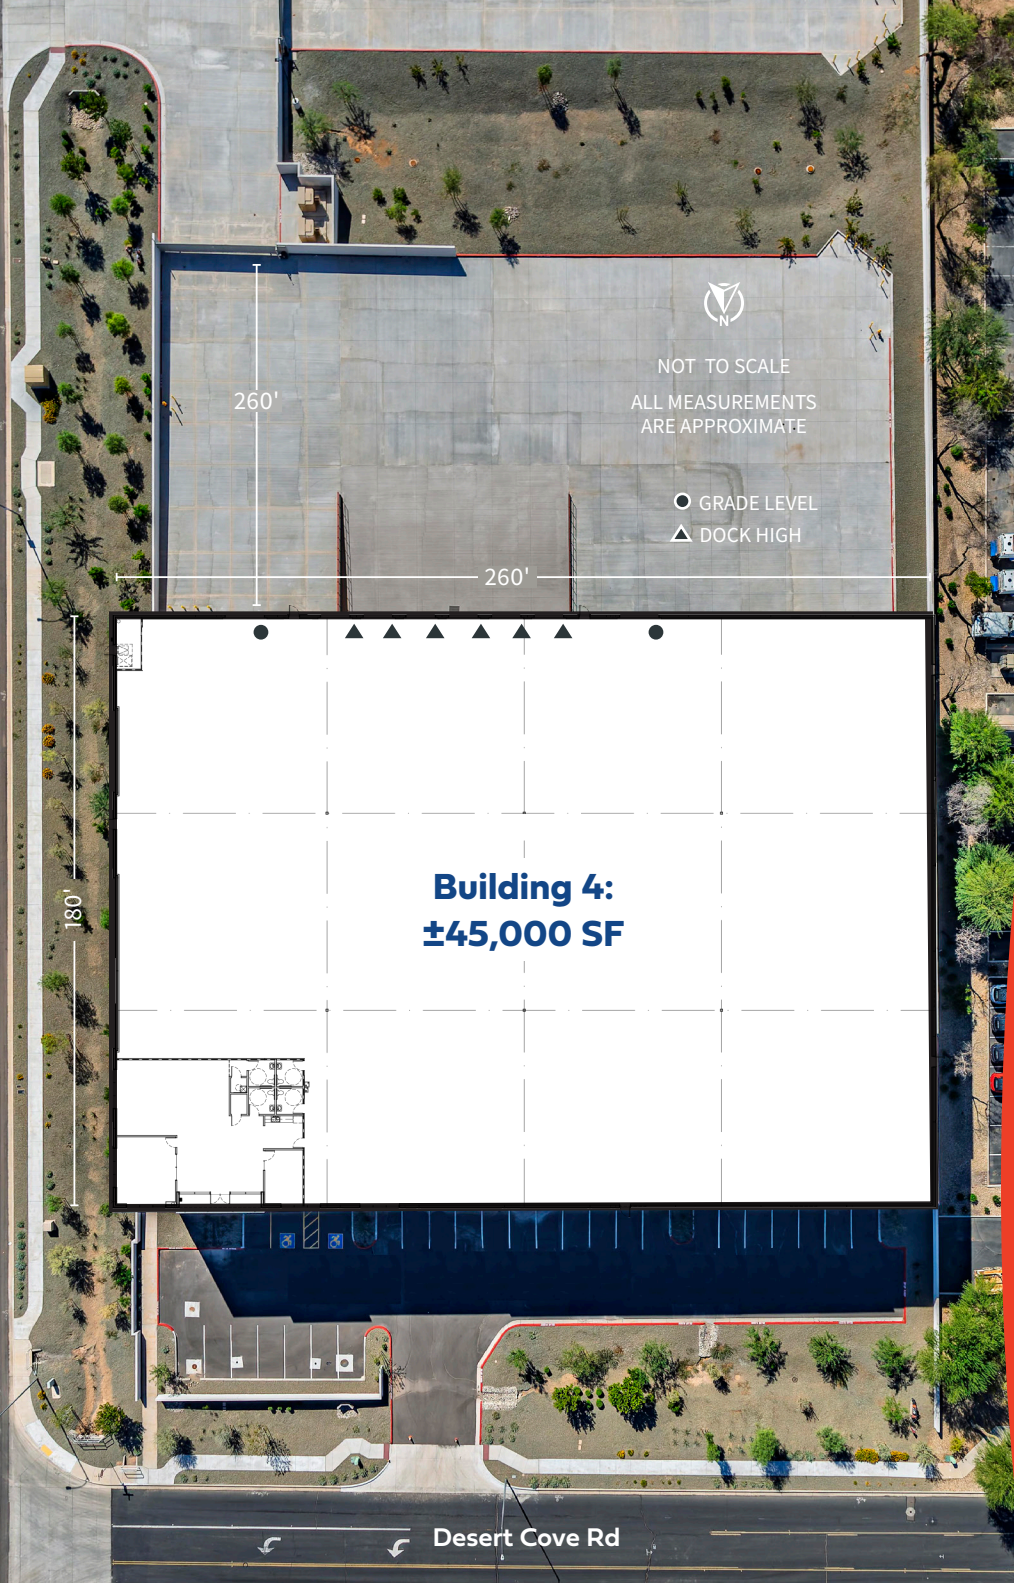 N
NOT TO SCALE
ALL MEASUREMENTS
ARE APPROXIMATE
260'
GRADE LEVEL
DOCK HIGH
260'
180'
Building 4:
±45,000 SF
Desert Cove Rd